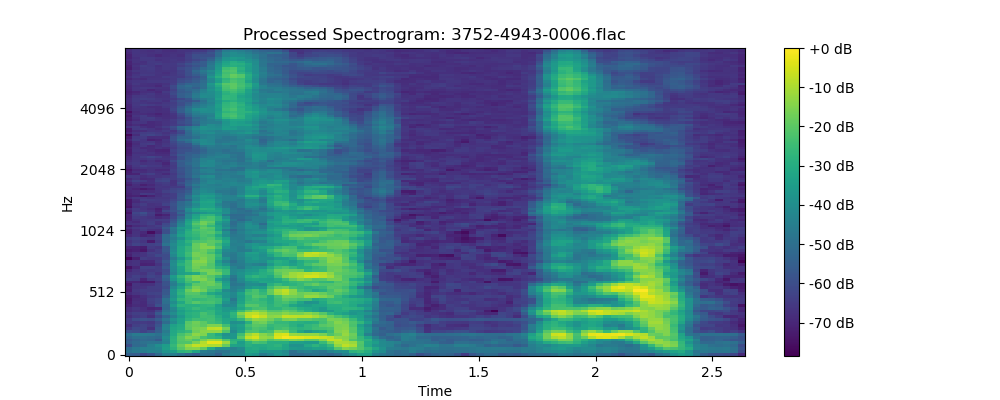 Processed Spectrogram: 3752-4943-0006.flac
Hz
4096
2048
1024
512
0
0
0.5
1
1.5
2
2.5
Time
+0 dB
-10 dB
-20 dB
-30 dB
-40 dB
-50 dB
-60 dB
-70 dB